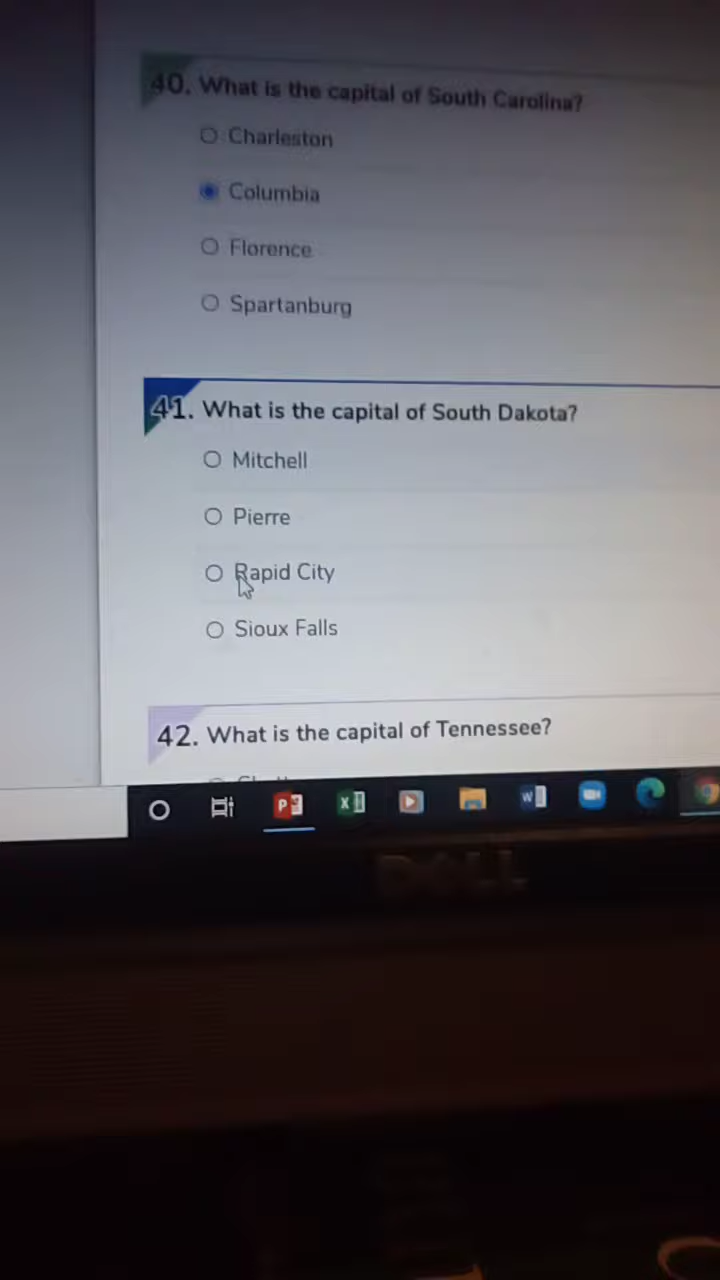 40. What is the capital of South Carolina?
Charleston
Columbia
Florence
Spartanburg
41. What is the capital of South Dakota?
Mitchell
Pierre
Rapid City
Sioux Falls
42. What is the capital of Tennessee?
DELL